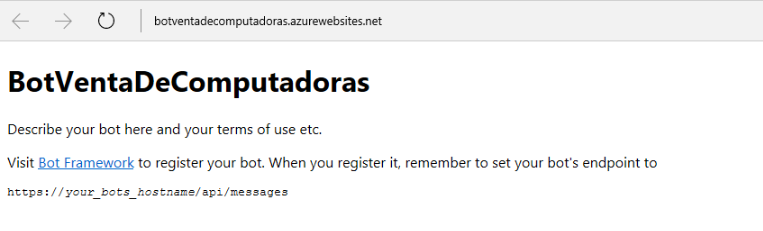 botventadecomputadoras.azurewebsites.net
BotVentaDeComputadoras
Describe your bot here and your terms of use etc.
Visit Bot Framework to register your bot. When you register it, remember to set your bot's endpoint to
https://your_bots_hostname/api/messages